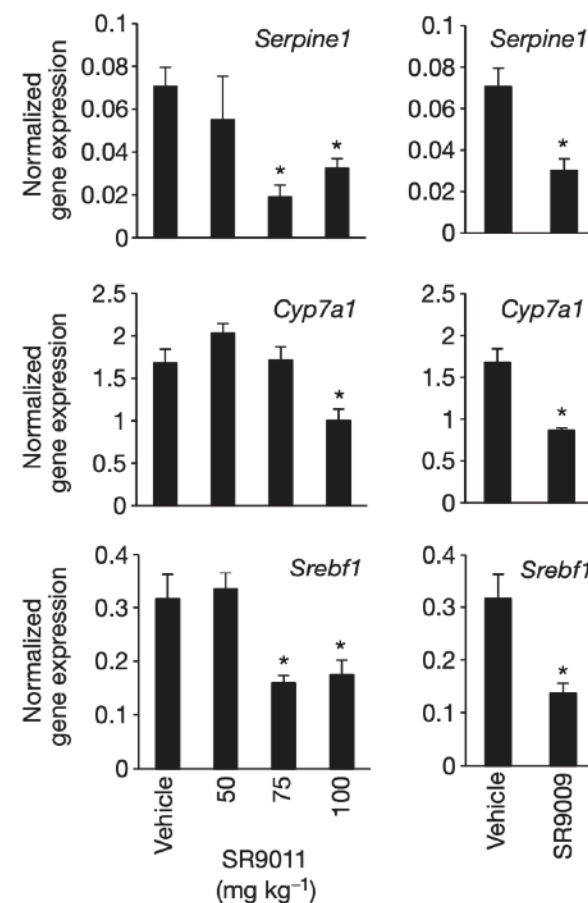 Normalized
gene expression
0.1
0.08
0.06
0.04
0.02
0
Serpine1
*
*
0.1
0.08
0.06
0.04
0.02
0
Serpine1
*
Normalized
gene expression
2.5
2
1.5
1
0.5
0
Cyp7a1
*
2.5
2
1.5
1
0.5
0
Cyp7a1
*
Normalized
gene expression
0.4
0.3
0.2
0.1
0
Srebf1
*
*
0.4
0.3
0.2
0.1
0
Srebf1
*
Vehicle
50
75
100
SR9011
(mg kg⁻¹)
Vehicle
SR9009